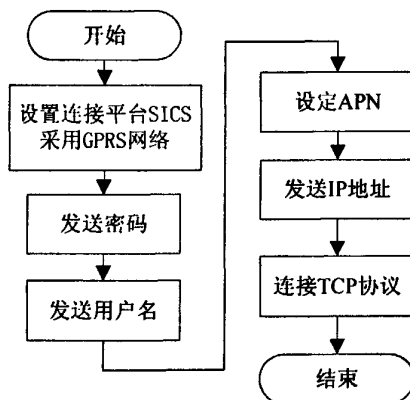 开始
设置连接平台SICS
采用GPRS网络
发送密码
发送用户名
设定APN
发送IP地址
连接TCP协议
结束